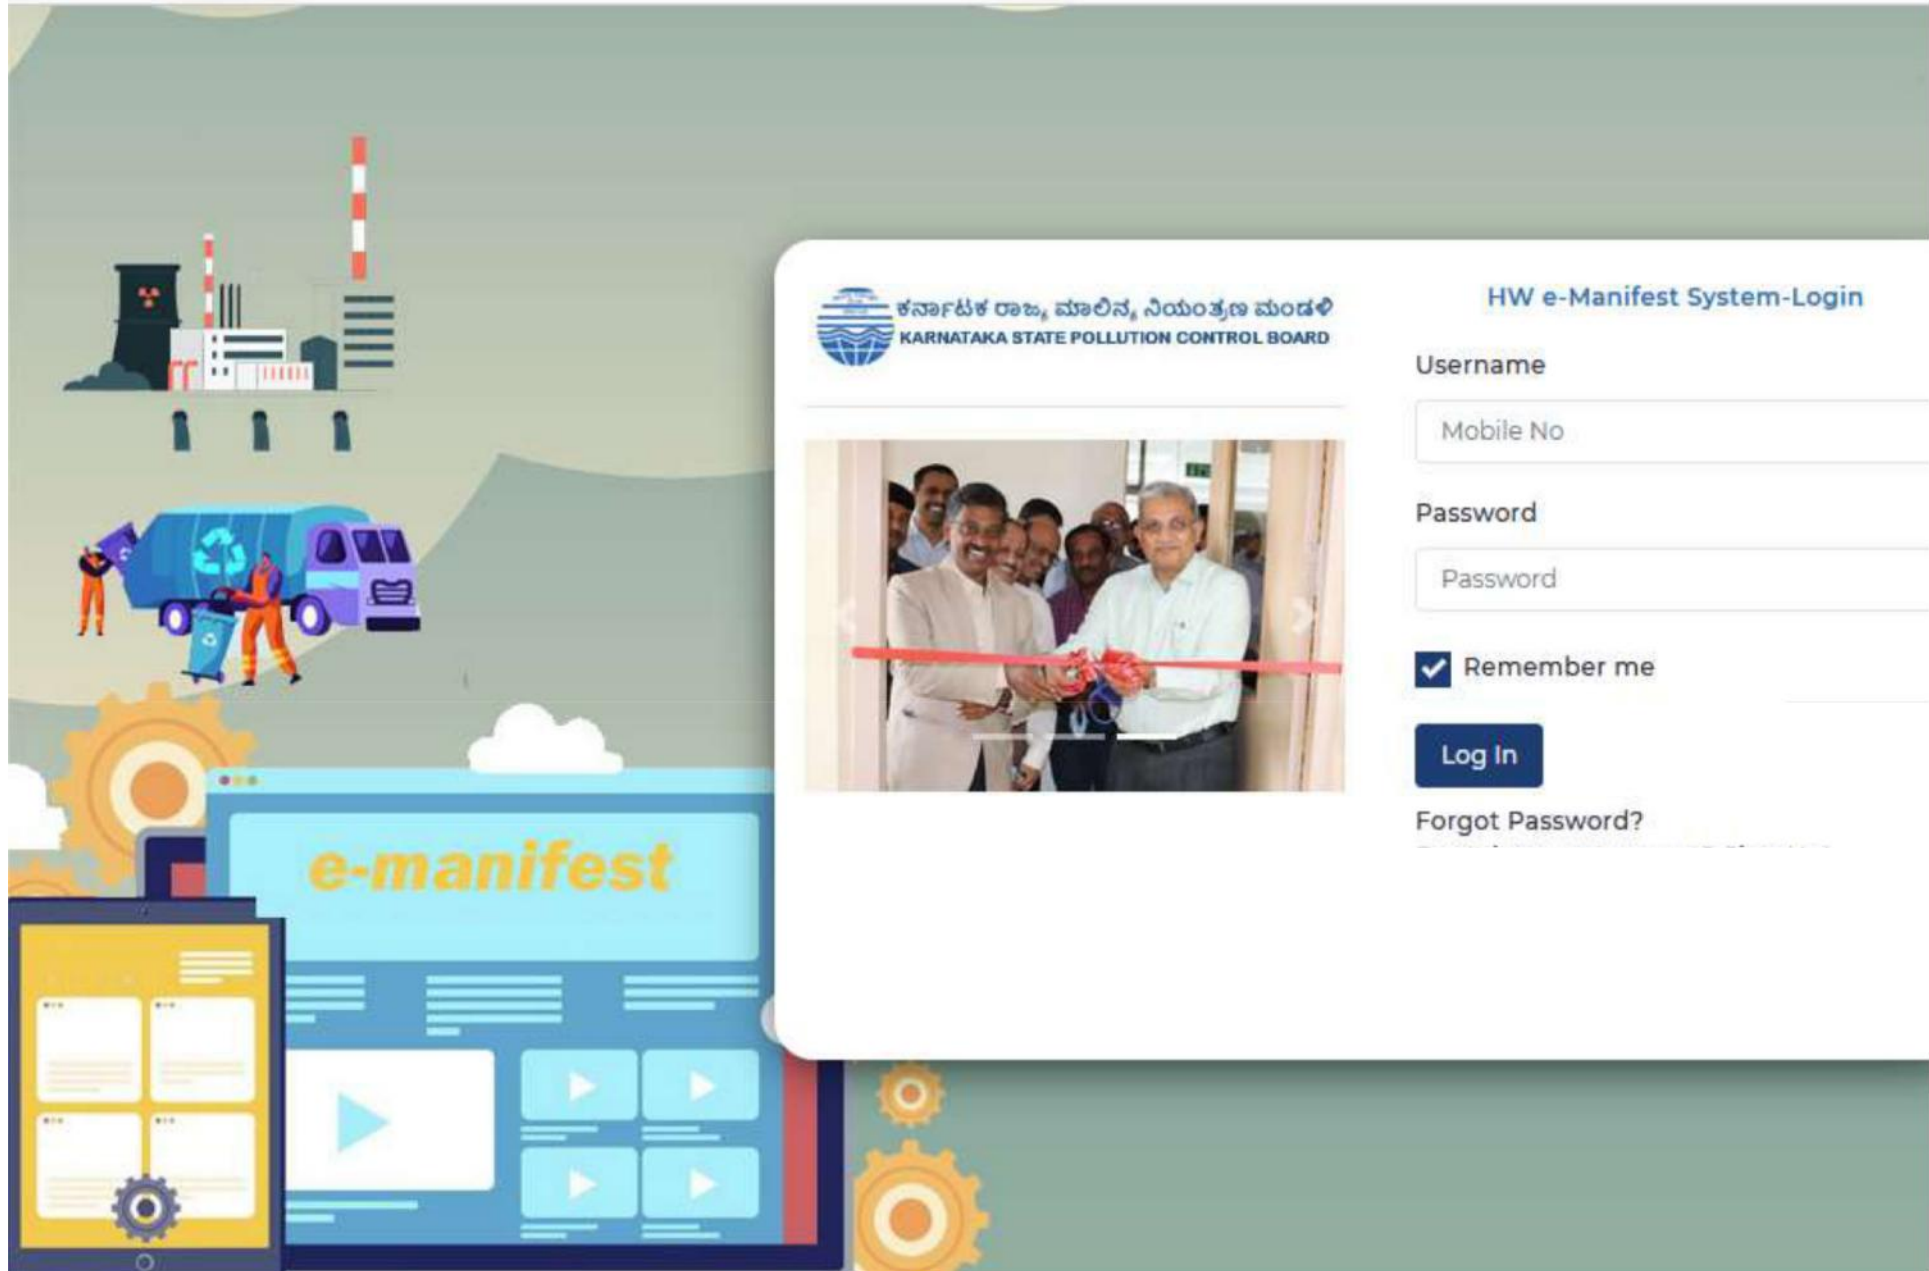 ಕರ್ನಾಟಕ ರಾಜ್ಯ ಮಾಲಿನ್ಯ ನಿಯಂತ್ರಣ ಮಂಡಳಿ
KARNATAKA STATE POLLUTION CONTROL BOARD
HW e-Manifest System-Login
Username
Mobile No
Password
Password
Remember me
Log In
Forgot Password?
e-manifest